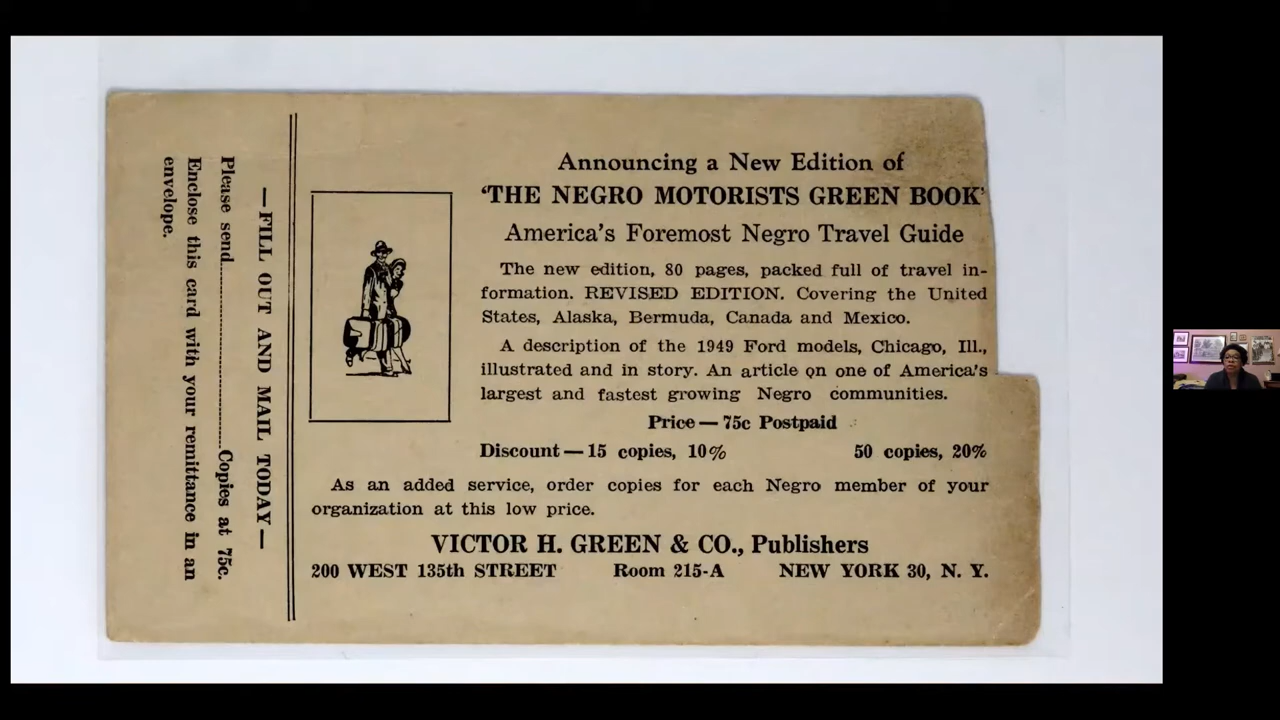 Announcing a New Edition of
'THE NEGRO MOTORISTS GREEN BOOK'
America's Foremost Negro Travel Guide
The new edition, 80 pages, packed full of travel in-
formation. REVISED EDITION. Covering the United
States, Alaska, Bermuda, Canada and Mexico.
A description of the 1949 Ford models, Chicago, Ill.,
illustrated and in story. An article on one of America's
largest and fastest growing Negro communities.
Price — 75c Postpaid
Discount — 15 copies, 10% 50 copies, 20%
As an added service, order copies for each Negro member of your
organization at this low price.
VICTOR H. GREEN & CO., Publishers
200 WEST 135th STREET Room 215-A NEW YORK 30, N. Y.
— FILL OUT AND MAIL TODAY —
Please send........................................Copies at 75c.
Enclose this card with your remittance in an
envelope.